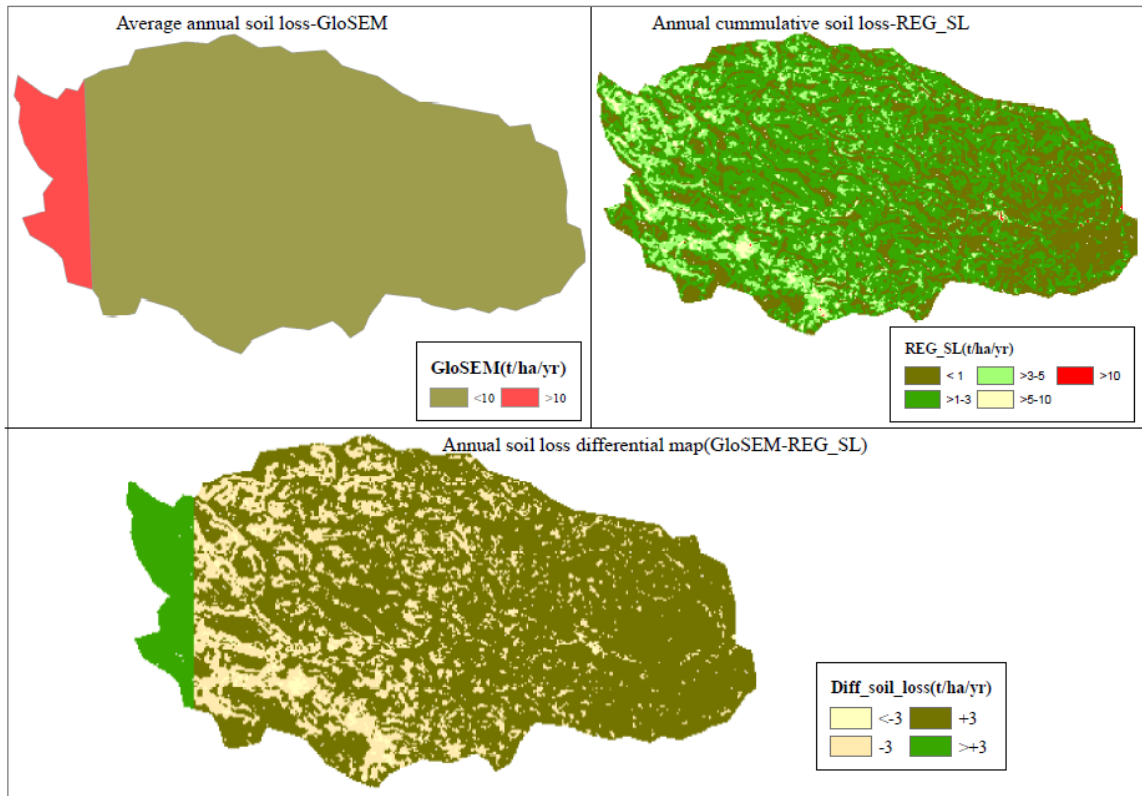 Average annual soil loss-GloSEM
GloSEM(t/ha/yr)
<10 >10
Annual cummulative soil loss-REG_SL
REG_SL(t/ha/yr)
< 1 >3-5 >10
>1-3 >5-10
Annual soil loss differential map(GloSEM-REG_SL)
Diff_soil_loss(t/ha/yr)
<-3 +3
-3 >+3